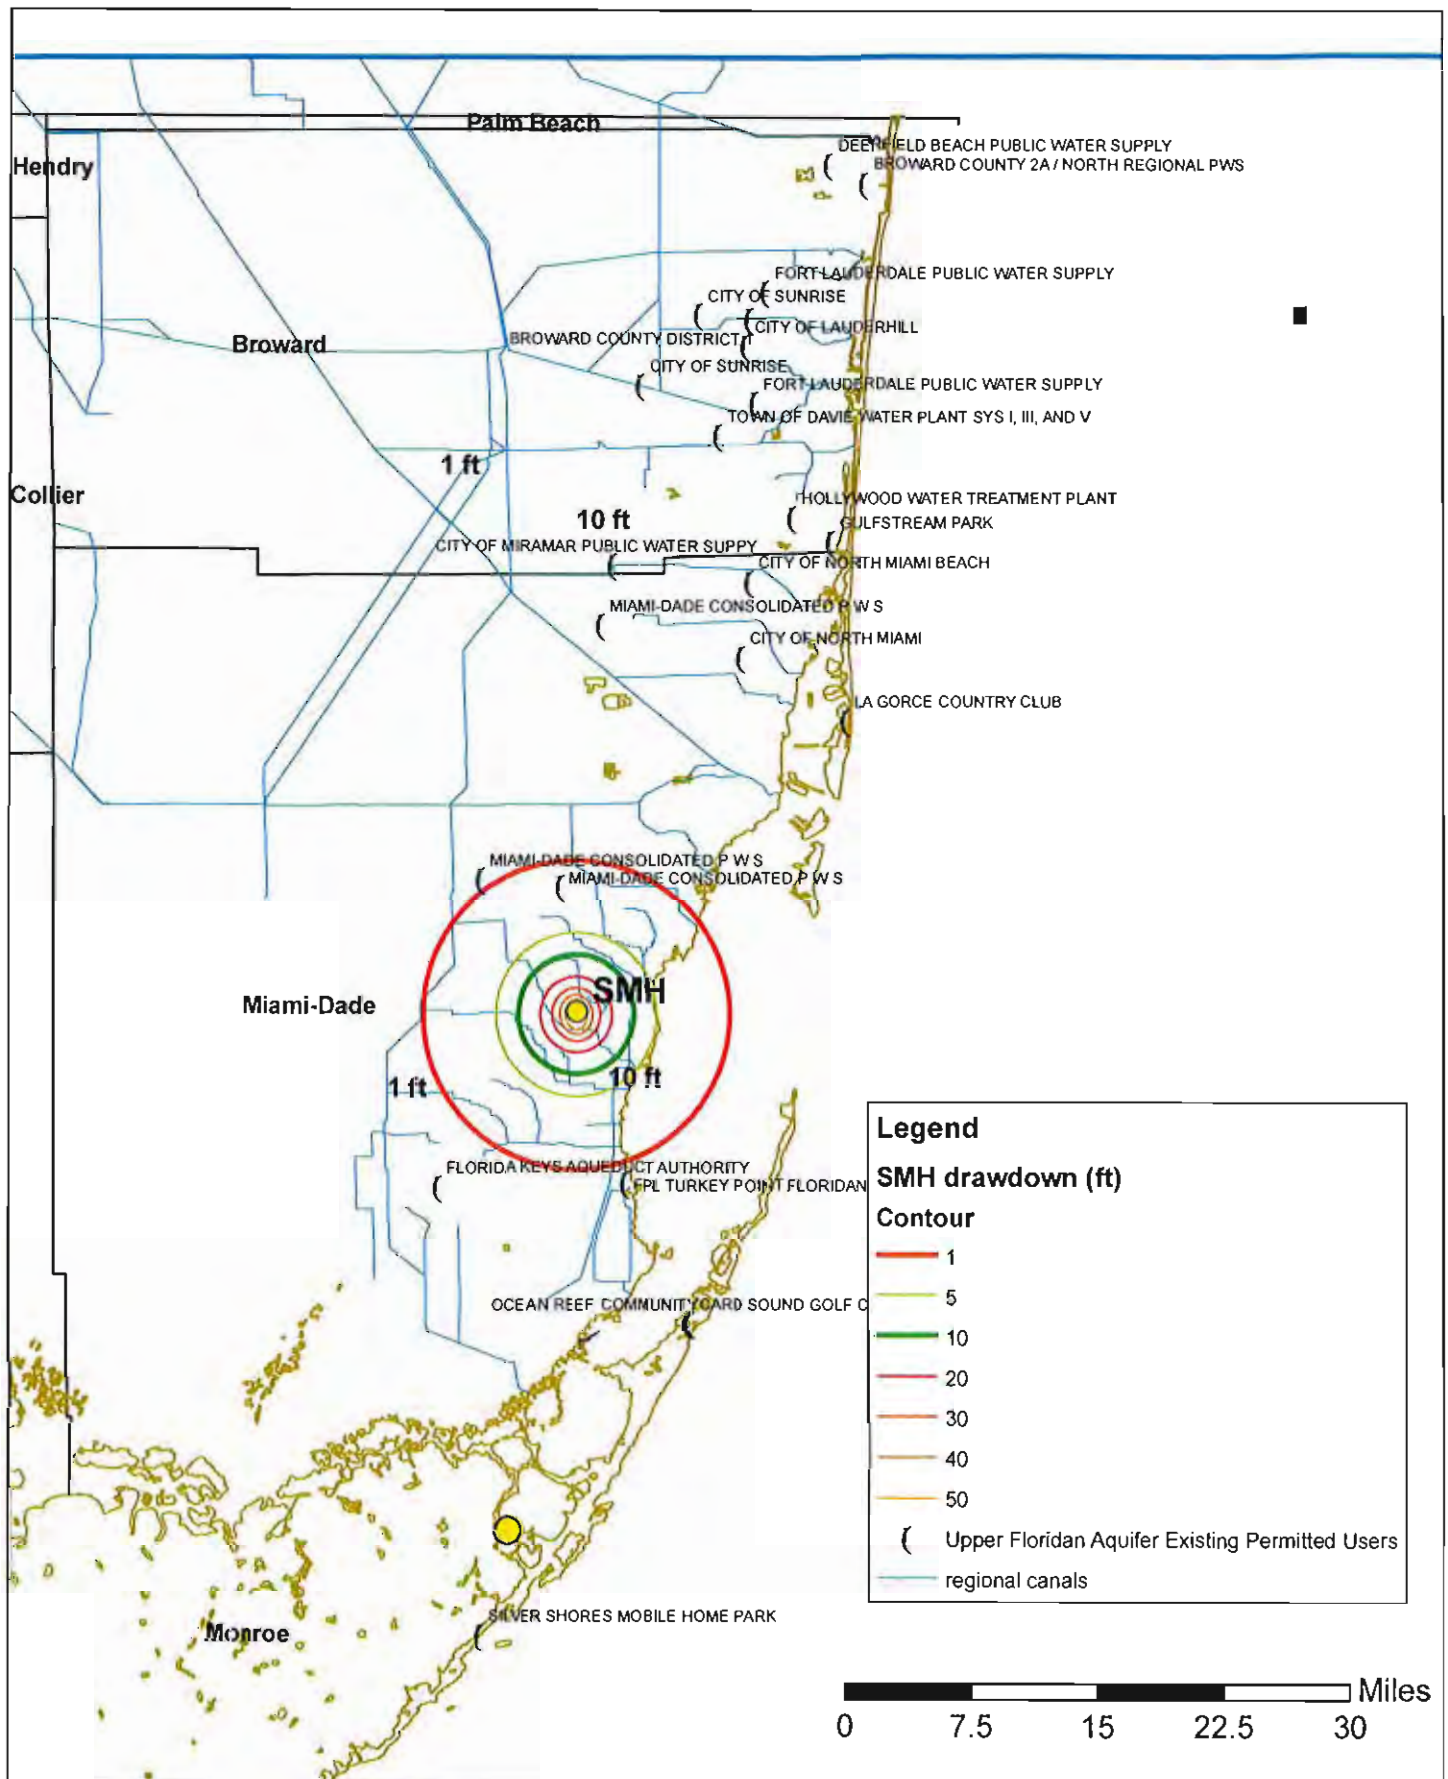 Palm Beach
DEERFIELD BEACH PUBLIC WATER SUPPLY
Hendry
BROWARD COUNTY 2A / NORTH REGIONAL PWS
FORT LAUDERDALE PUBLIC WATER SUPPLY
CITY OF SUNRISE
CITY OF LAUDERHILL
Broward
BROWARD COUNTY DISTRICT 1
CITY OF SUNRISE
FORT LAUDERDALE PUBLIC WATER SUPPLY
TOWN OF DAVIE WATER PLANT SYS I, III, AND V
1 ft
Collier
HOLLYWOOD WATER TREATMENT PLANT
10 ft
GULFSTREAM PARK
CITY OF MIRAMAR PUBLIC WATER SUPPY
CITY OF NORTH MIAMI BEACH
MIAMI-DADE CONSOLIDATED P W S
CITY OF NORTH MIAMI
LA GORCE COUNTRY CLUB
MIAMI-DADE CONSOLIDATED P W S
MIAMI-DADE CONSOLIDATED P W S
SMH
Miami-Dade
10 ft
1 ft
FLORIDA KEYS AQUEDUCT AUTHORITY
FPL TURKEY POINT FLORIDAN
OCEAN REEF COMMUNITY CARD SOUND GOLF C
SILVER SHORES MOBILE HOME PARK
Monroe
Legend
SMH drawdown (ft)
Contour
1
5
10
20
30
40
50
Upper Floridan Aquifer Existing Permitted Users
regional canals
Miles
0 7.5 15 22.5 30